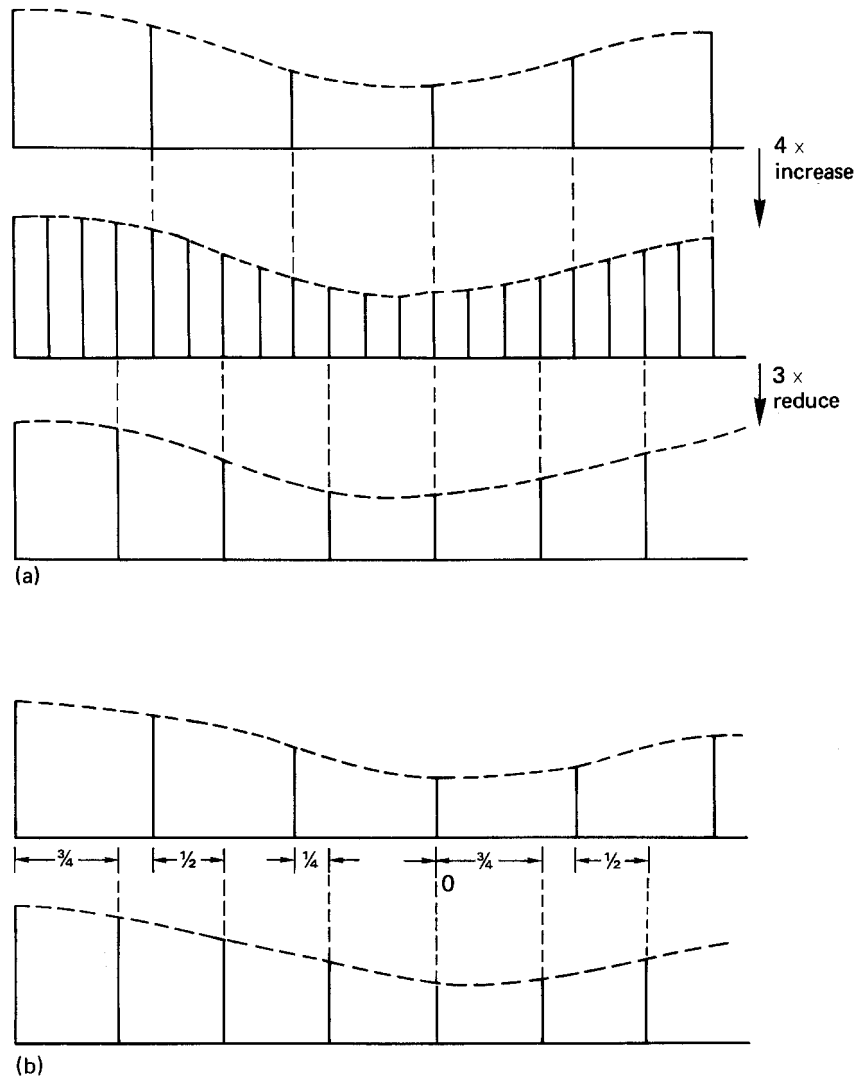 4 ×
increase
3 ×
reduce
(a)
¾ ½ ¼ ¾ ½
0
(b)